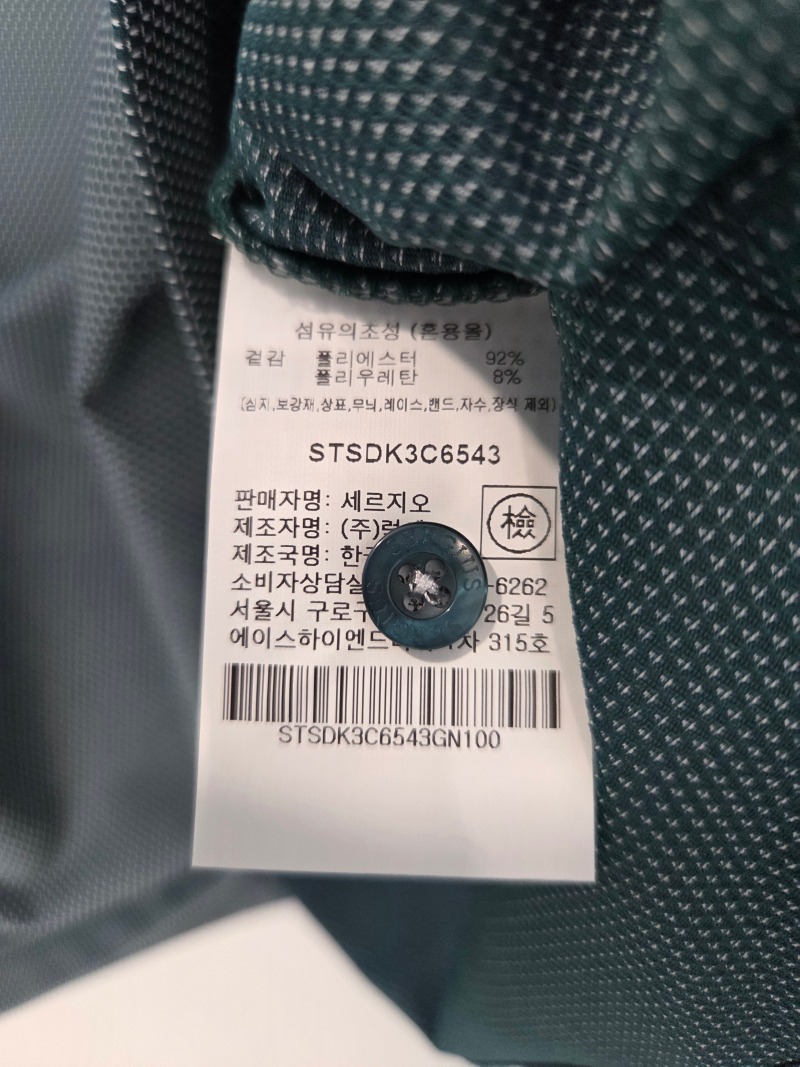 섬유의조성 (혼용율)
겉감 폴리에스터 92%
폴리우레탄 8%
(심지,보강재,상표,무늬,레이스,밴드,자수,장식 제외)
STSDK3C6543
판매자명: 세르지오
제조자명: (주)
檢
제조국명:
소비자상담실 -6262
서울시 구로구 26길 5
에이스하이엔드 차 315호
STSDK3C6543GN100